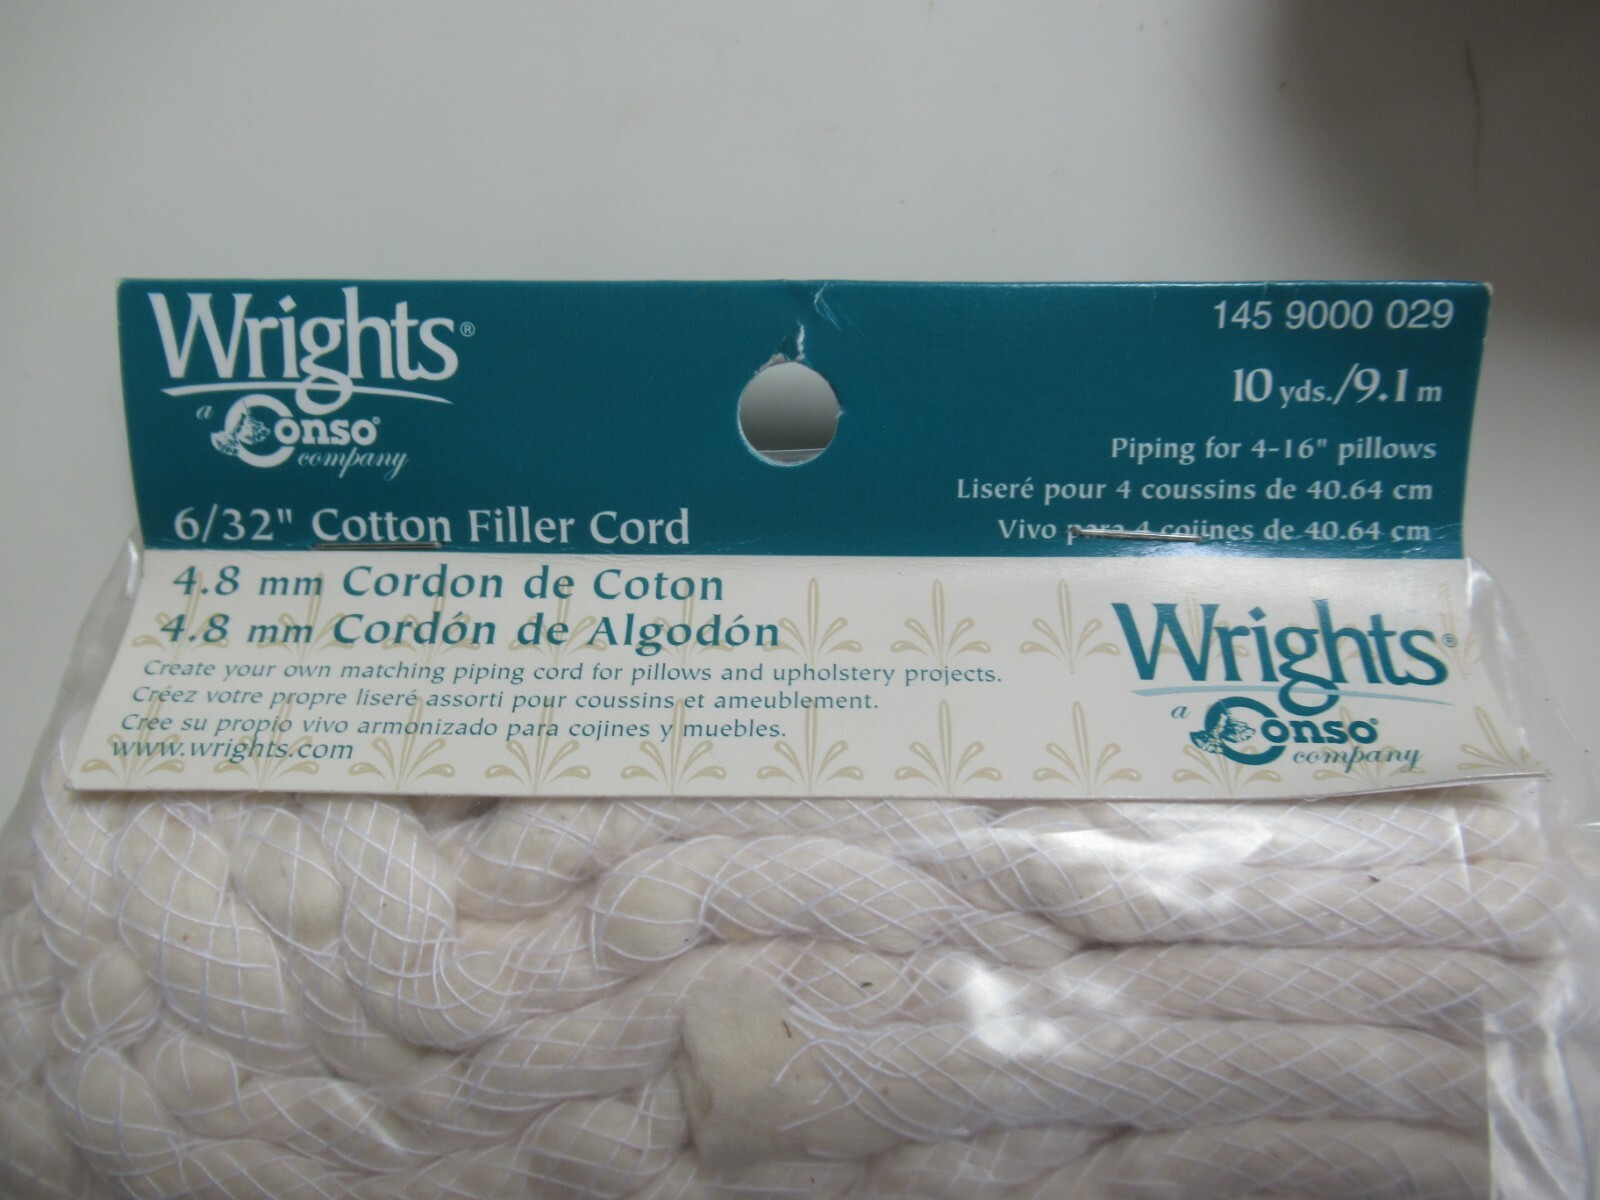 Wrights®
a Conso® company
6/32" Cotton Filler Cord
145 9000 029
10 yds./9.1 m
Piping for 4-16" pillows
Liseré pour 4 coussins de 40.64 cm
Vivo para 4 cojines de 40.64 cm
4.8 mm Cordon de Coton
4.8 mm Cordón de Algodón
Create your own matching piping cord for pillows and upholstery projects.
Créez votre propre liseré assorti pour coussins et ameublement.
Cree su propio vivo armonizado para cojines y muebles.
www.wrights.com
Wrights®
a Conso® company